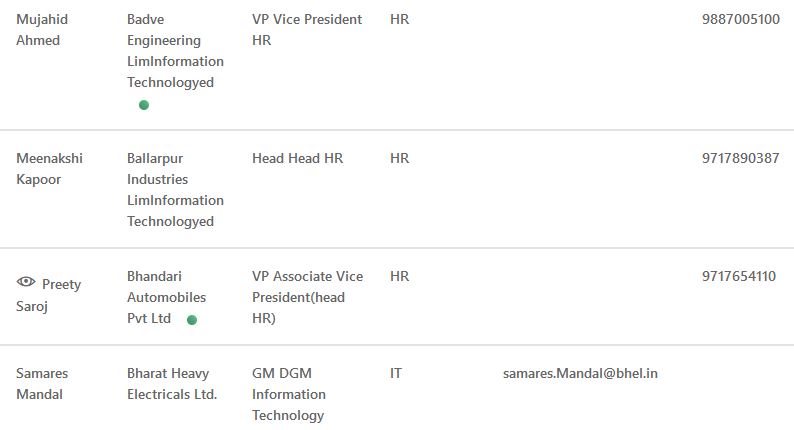 Mujahid Badve VP Vice President HR 9887005100
Ahmed Engineering HR
LimInformation
Technologyed
Meenakshi Ballarpur Head Head HR HR 9717890387
Kapoor Industries
LimInformation
Technologyed
Preety Bhandari VP Associate Vice HR 9717654110
Saroj Automobiles President(head
Pvt Ltd HR)
Samares Bharat Heavy GM DGM IT samares.Mandal@bhel.in
Mandal Electricals Ltd. Information
Technology